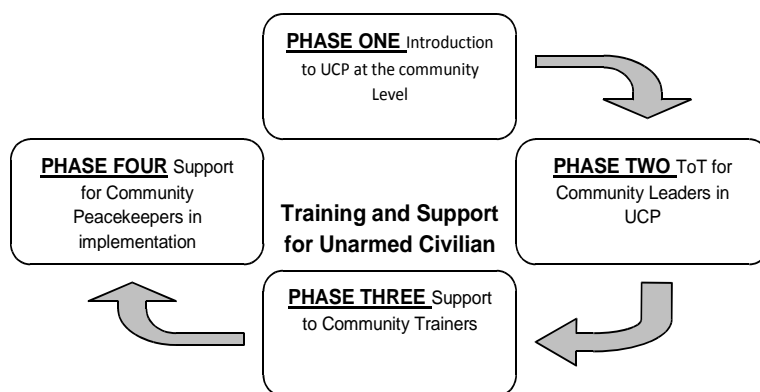 PHASE ONE Introduction
to UCP at the community
Level
PHASE TWO ToT for
Community Leaders in
UCP
PHASE THREE Support
to Community Trainers
PHASE FOUR Support
for Community
Peacekeepers in
implementation
Training and Support
for Unarmed Civilian